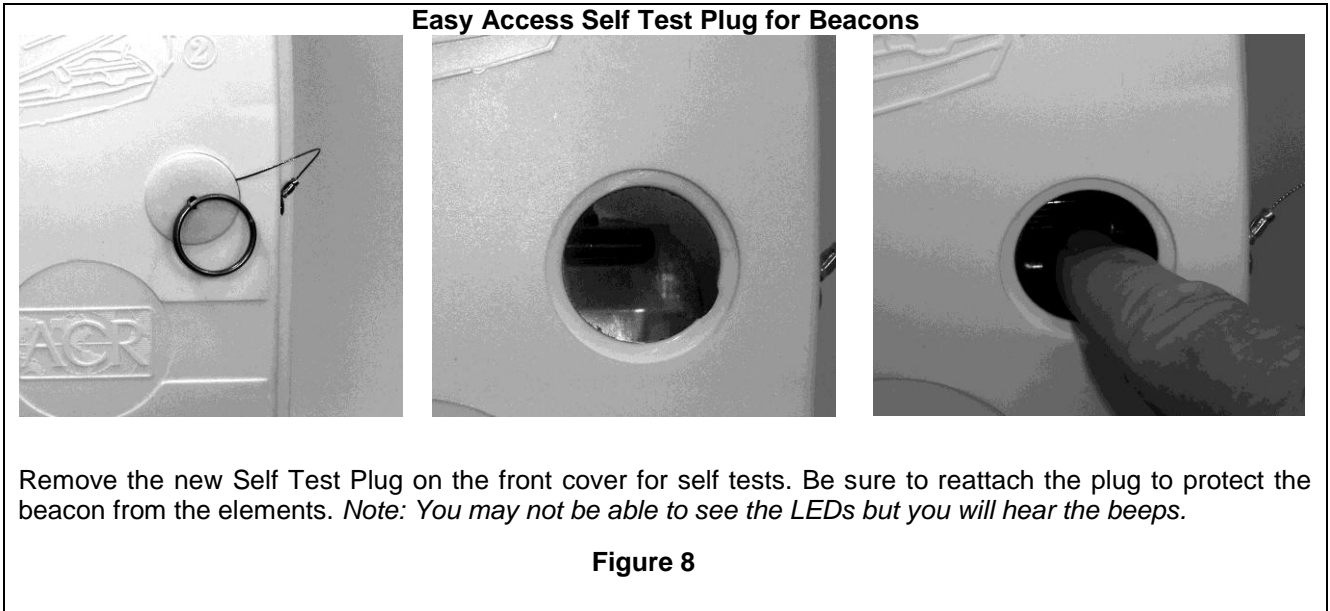 Easy Access Self Test Plug for Beacons
②
ACR
Remove the new Self Test Plug on the front cover for self tests. Be sure to reattach the plug to protect the
beacon from the elements. Note: You may not be able to see the LEDs but you will hear the beeps.
Figure 8